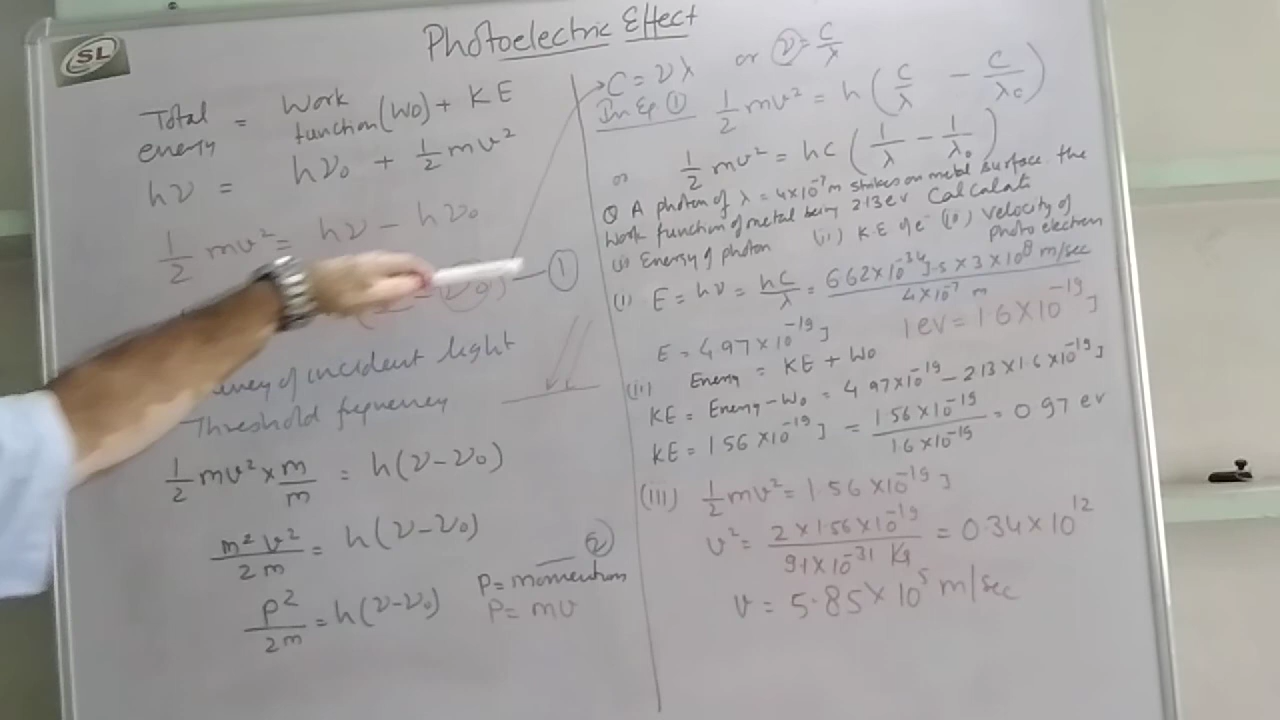 SL
Photoelectric Effect
Total energy = Work function (W0) + KE
hν = hν₀ + 1/2 mv²
1/2 mv² = hν - hν₀
ν₀) — ①
of incident light
Threshold fequency
1/2 mv² × m/m = h(ν-ν₀)
m²v²/2m = h(ν-ν₀)
— ②
P²/2m = h(ν-ν₀)
P = momentum
P = mv
C = νλ or ν = C/λ
In Eq ① 1/2 mv² = h(C/λ - C/λ₀)
or 1/2 mv² = hC(1/λ - 1/λ₀)
Q A photon of λ = 4×10⁻⁷m strikes on metal surface. the
work function of metal being 2.13 ev Calculate
(i) Energy of photon (ii) K.E of e⁻ (iii) Velocity of photo electron
(i) E = hν = hC/λ = 6.62×10⁻³⁴ J.s × 3×10⁸ m/sec / 4×10⁻⁷ m
E = 4.97×10⁻¹⁹ J
1ev = 1.6×10⁻¹⁹ J
(ii) Energy = KE + W0
KE = Energy - W0 = 4.97×10⁻¹⁹ - 2.13×1.6×10⁻¹⁹ J
KE = 1.56×10⁻¹⁹ J = 1.56×10⁻¹⁹/1.6×10⁻¹⁹ = 0.97 ev
(III) 1/2 mv² = 1.56×10⁻¹⁹ J
v² = 2×1.56×10⁻¹⁹/9.1×10⁻³¹ Kg = 0.34×10¹²
v = 5.85×10⁵ m/sec